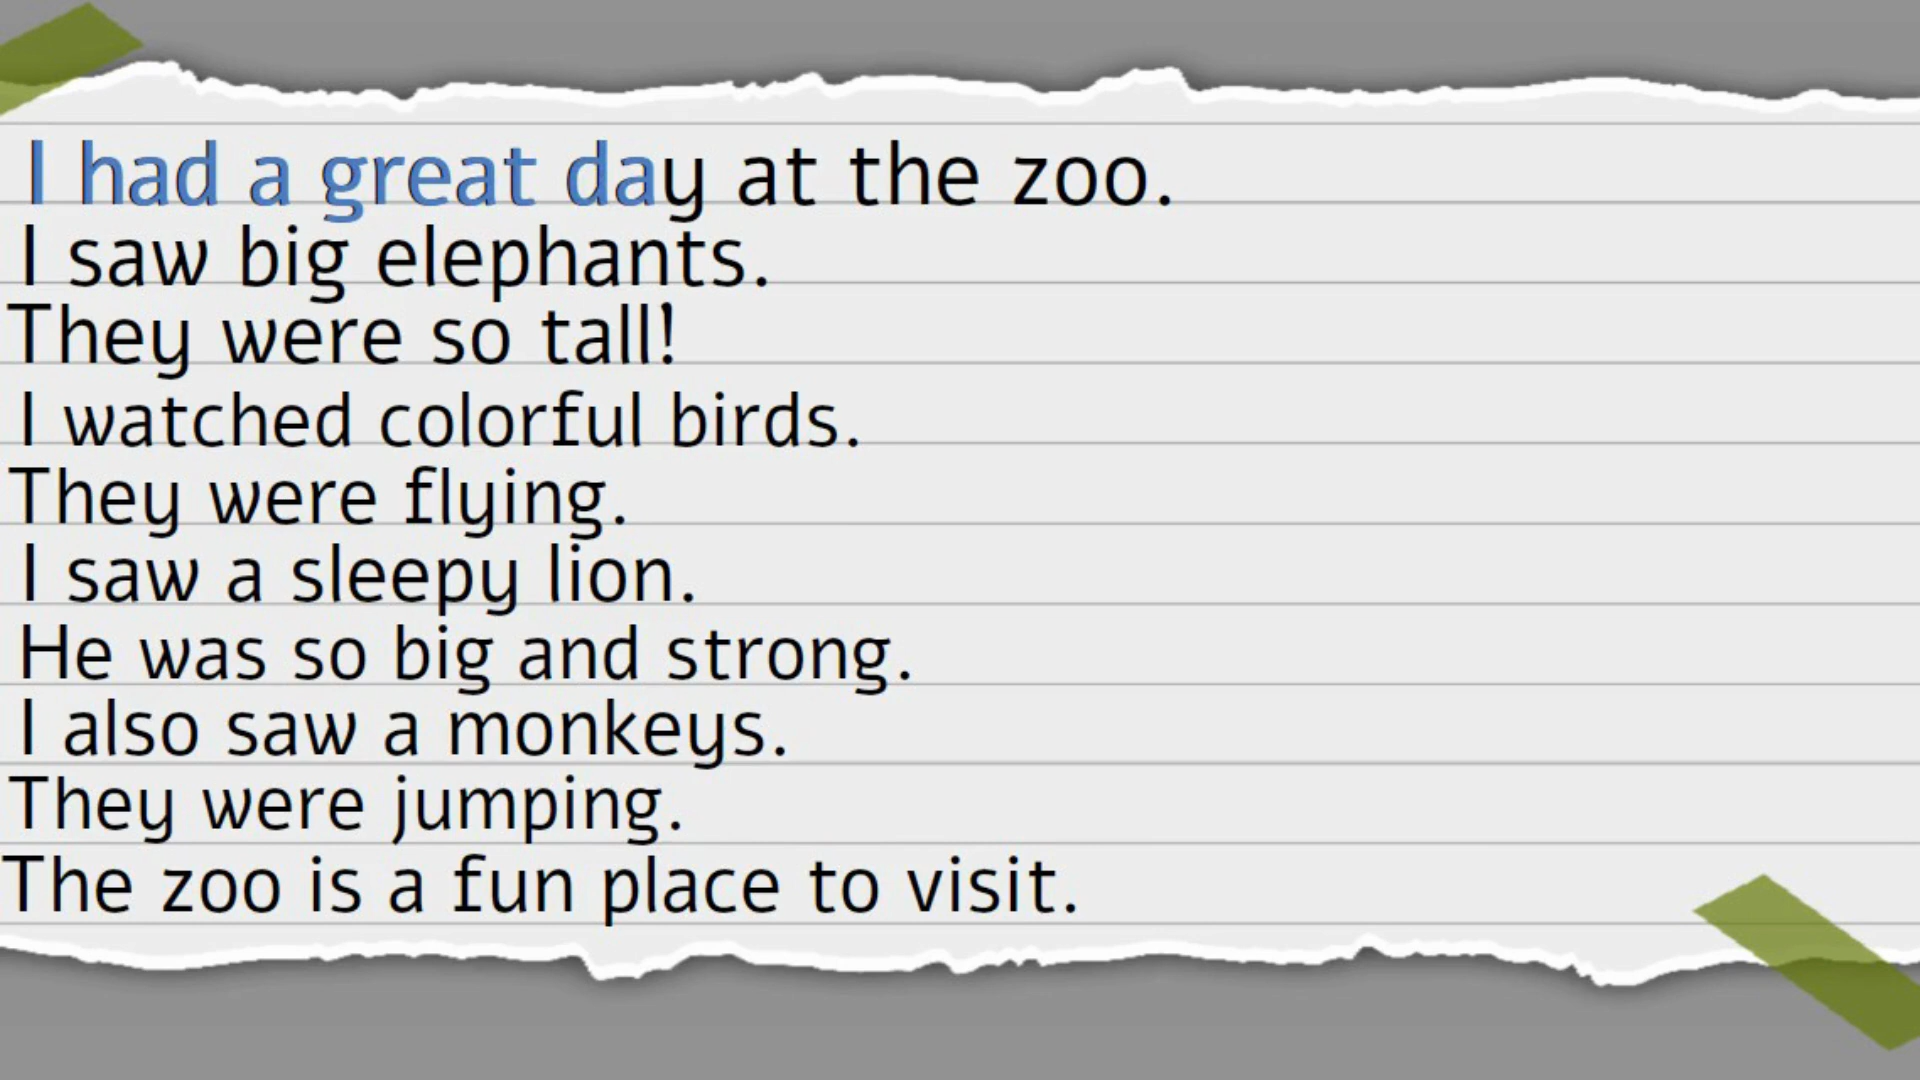 I had a great day at the zoo.
I saw big elephants.
They were so tall!
I watched colorful birds.
They were flying.
I saw a sleepy lion.
He was so big and strong.
I also saw a monkeys.
They were jumping.
The zoo is a fun place to visit.